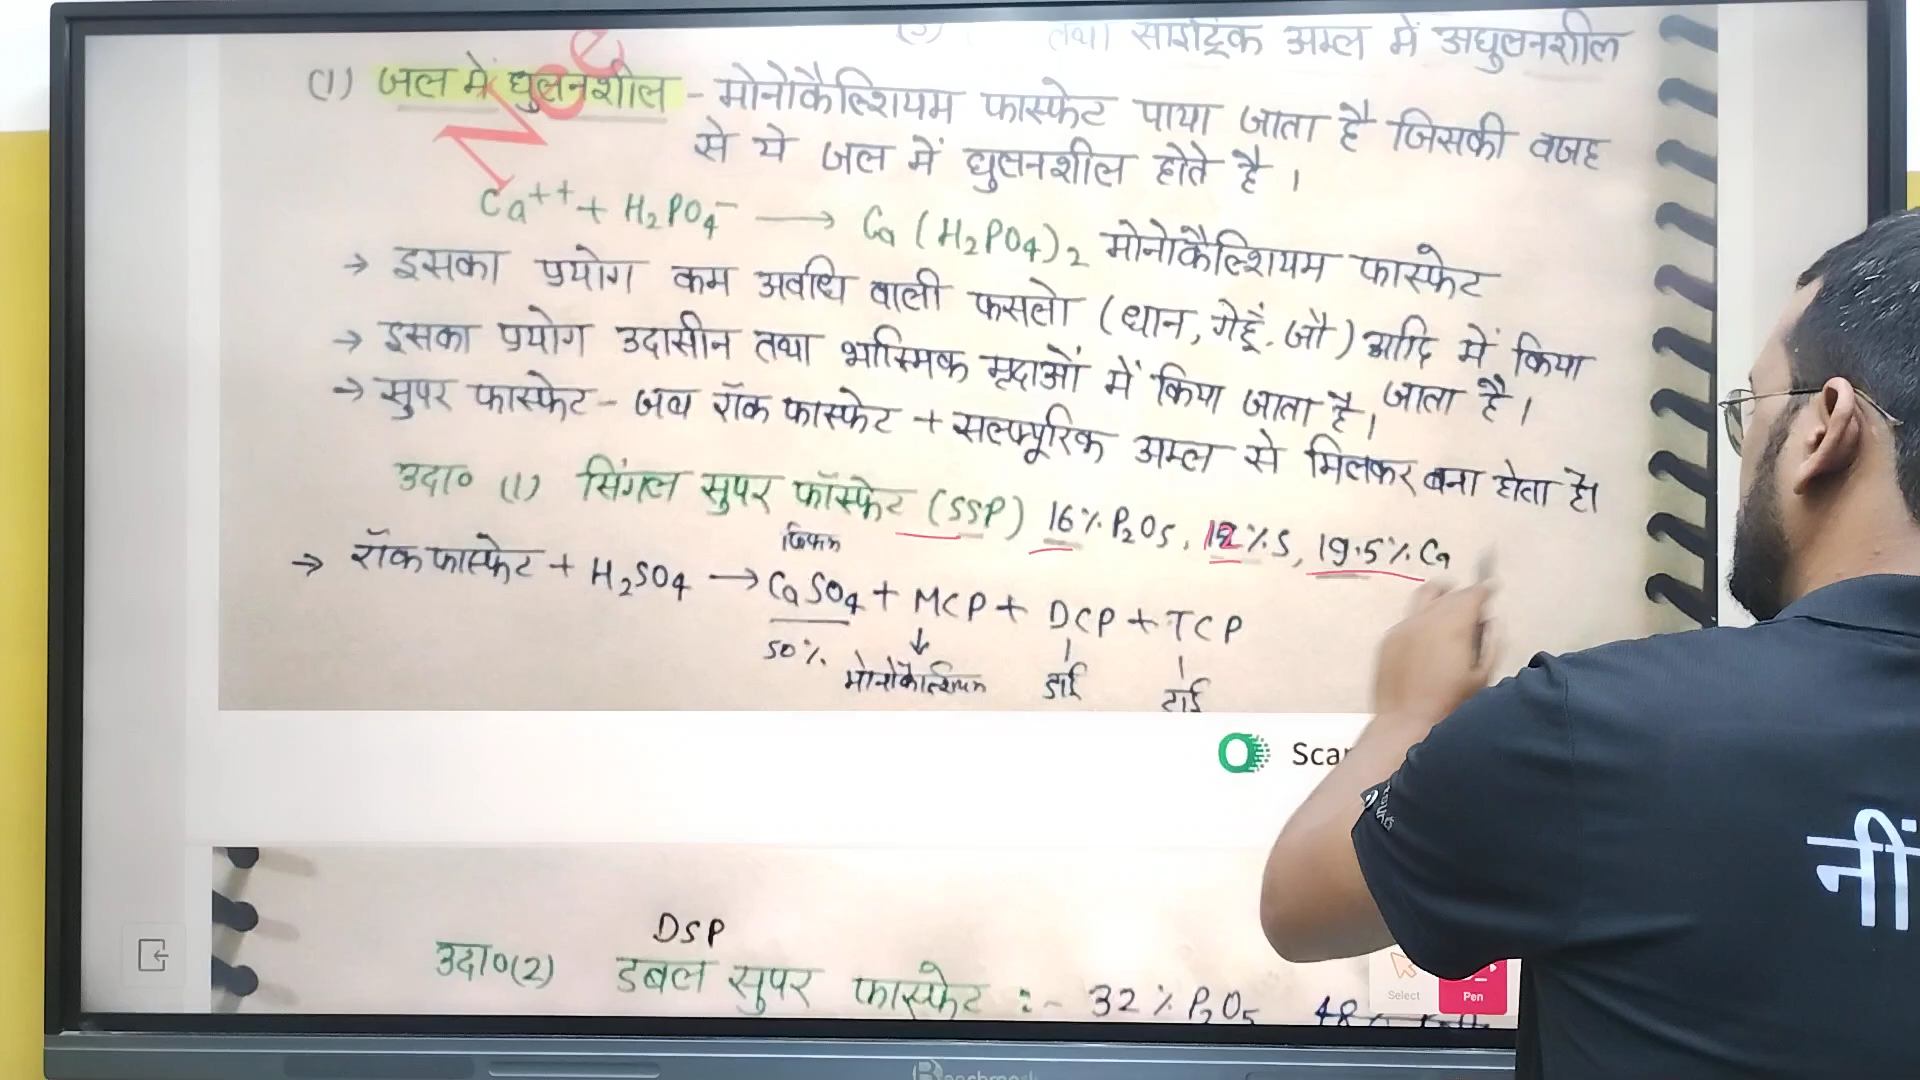 तथा साइट्रिक अम्ल में अघुलनशील
(1) जल में घुलनशील - मोनोकैल्शियम फास्फेट पाया जाता है जिसकी वजह
से ये जल में घुलनशील होते है ।
Ca⁺⁺ + H₂PO₄⁻ ⟶ Ca (H₂PO₄)₂ मोनोकैल्शियम फास्फेट
→ इसका प्रयोग कम अवधि वाली फसलो (धान, गेहूँ, जौ) आदि में किया
जाता है ।
→ इसका प्रयोग उदासीन तथा भास्मिक मृदाओं में किया जाता है ।
→ सुपर फास्फेट - जब रॉक फास्फेट + सल्फ्यूरिक अम्ल से मिलकर बना होता है।
उदा० (1) सिंगल सुपर फॉस्फेट (SSP) 16% P₂O₅, 12% S, 19.5% Ca
जिप्सम
→ रॉक फास्फेट + H₂SO₄ → CaSO₄ + MCP + DCP + TCP
50% ↓
मोनोकैल्शियम डाई ट्राई
Scan
DSP
उदा०(2) डबल सुपर फास्फेट :- 32% P₂O₅
Select Pen
नीं